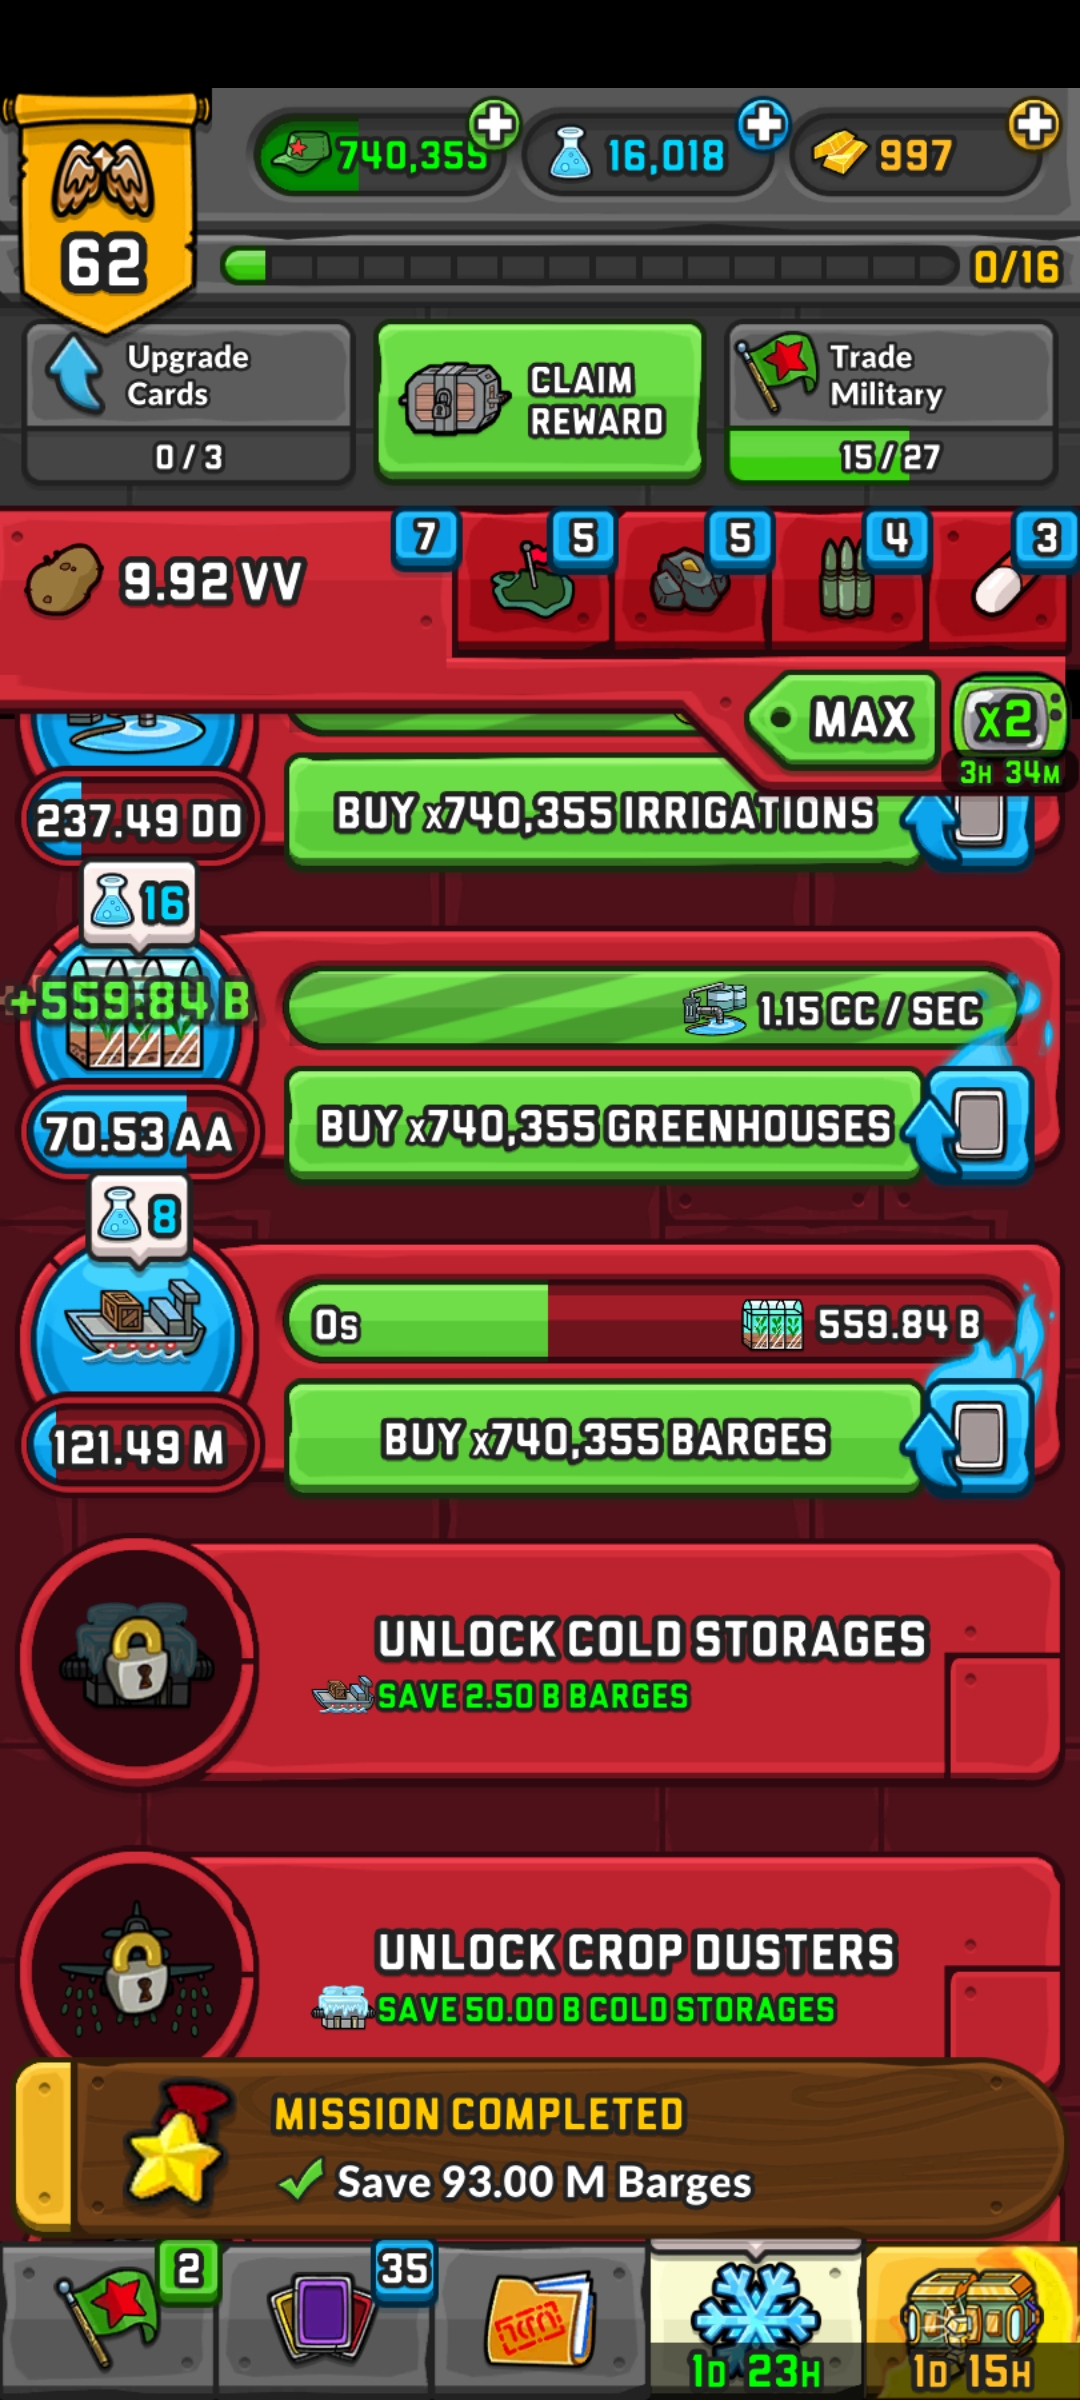 740,355
16,018
997
62
0/16
Upgrade
Cards
0 / 3
CLAIM
REWARD
Trade
Military
15 / 27
9.92 VV
7
5
5
4
3
MAX
x2
3H 34M
237.49 DD
BUY x740,355 IRRIGATIONS
16
+559.84 B
1.15 CC / SEC
70.53 AA
BUY x740,355 GREENHOUSES
8
0s
559.84 B
121.49 M
BUY x740,355 BARGES
UNLOCK COLD STORAGES
SAVE 2.50 B BARGES
UNLOCK CROP DUSTERS
SAVE 50.00 B COLD STORAGES
MISSION COMPLETED
Save 93.00 M Barges
2
35
1D 23H
1D 15H